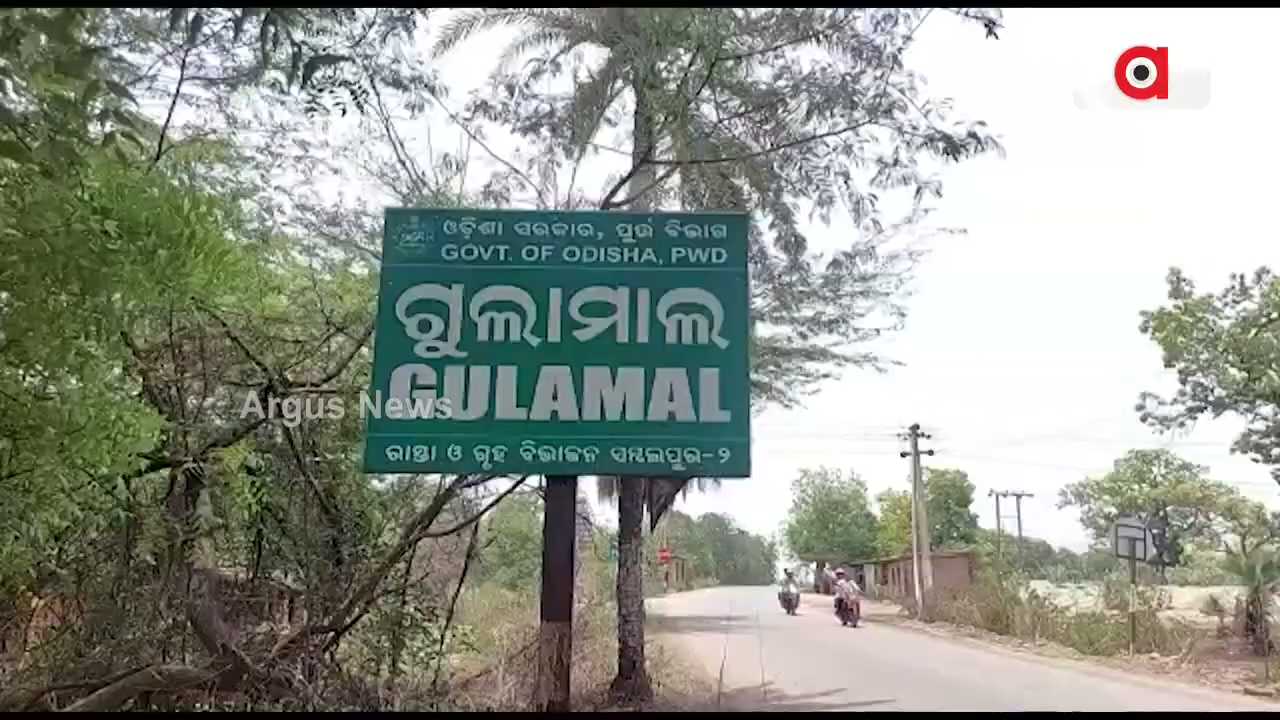 ଓଡ଼ିଶା ସରକାର, ପୂର୍ତ୍ତ ବିଭାଗ
GOVT. OF ODISHA, PWD
ଗୁଲାମାଲ
GULAMAL
Argus News
ରାସ୍ତା ଓ ଗୃହ ବିଭାଜନ ସମ୍ବଲପୁର-୨
a